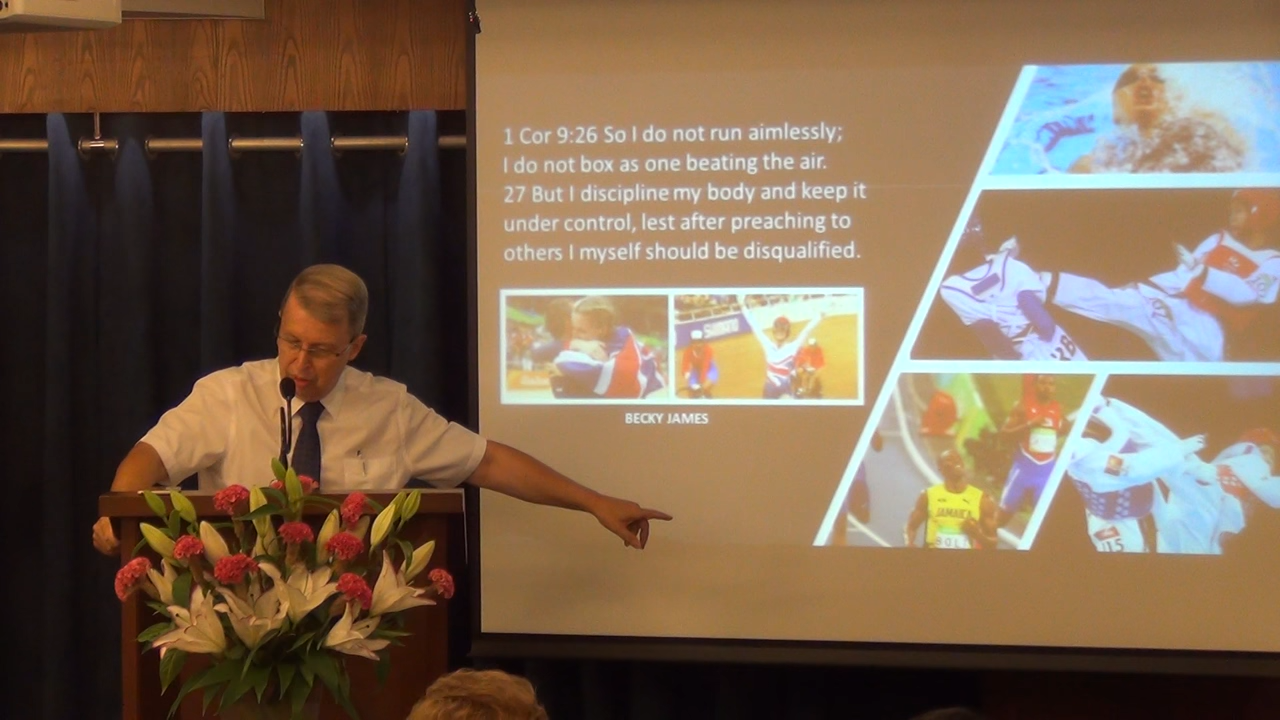 1 Cor 9:26 So I do not run aimlessly;
I do not box as one beating the air.
27 But I discipline my body and keep it
under control, lest after preaching to
others I myself should be disqualified.
SHIMANO
BECKY JAMES
JAMAICA
BOLT